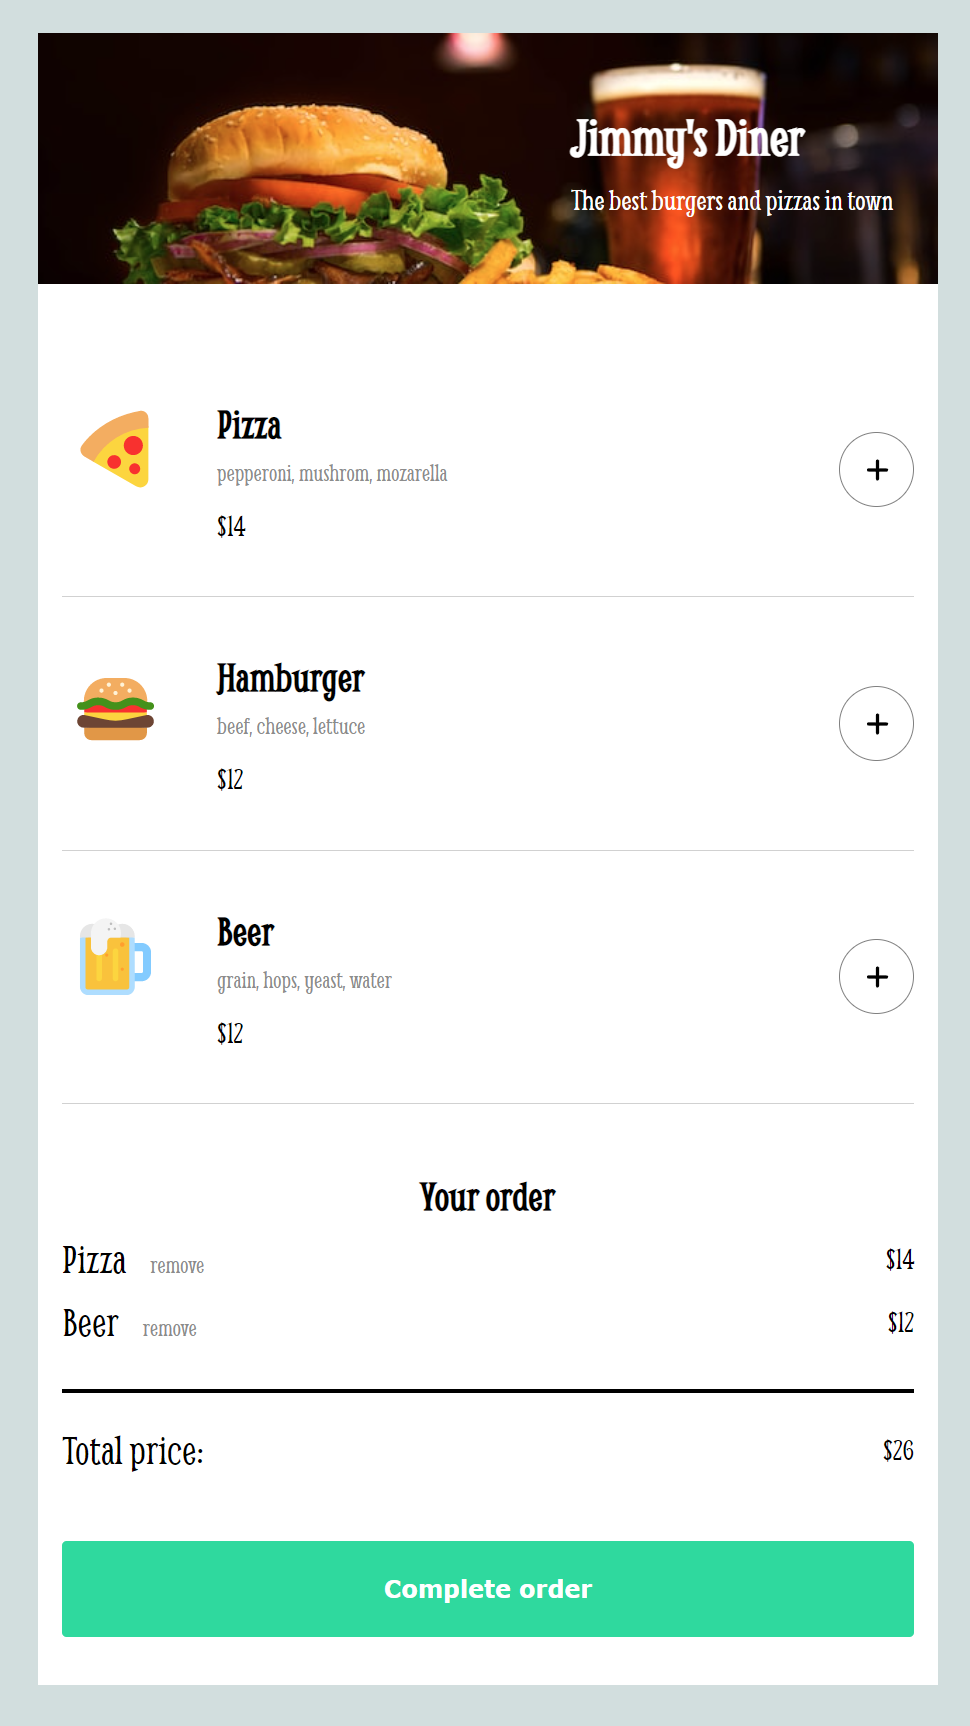 Jimmy's Diner
The best burgers and pizzas in town
Pizza
pepperoni, mushrom, mozarella
$14
Hamburger
beef, cheese, lettuce
$12
Beer
grain, hops, yeast, water
$12
Your order
Pizza remove $14
Beer remove $12
Total price: $26
Complete order